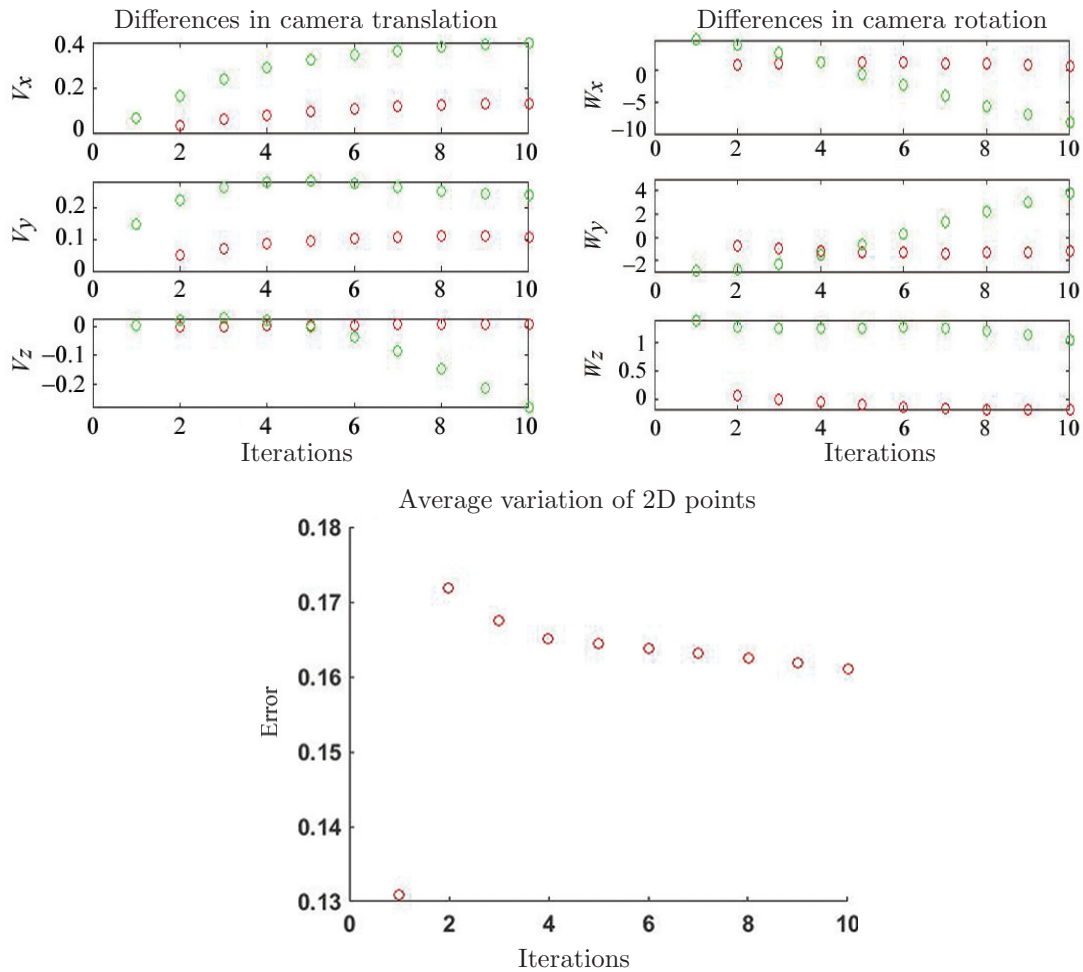 Differences in camera translation
0.4
0.2
0
Vx
0 2 4 6 8 10
0.2
0.1
0
Vy
0 2 4 6 8 10
0
−0.1
−0.2
Vz
0 2 4 6 8 10
Iterations
Differences in camera rotation
0
−5
−10
Wx
0 2 4 6 8 10
4
2
0
−2
Wy
0 2 4 6 8 10
1
0.5
0
Wz
0 2 4 6 8 10
Iterations
Average variation of 2D points
0.18
0.17
0.16
0.15
0.14
0.13
Error
0 2 4 6 8 10
Iterations